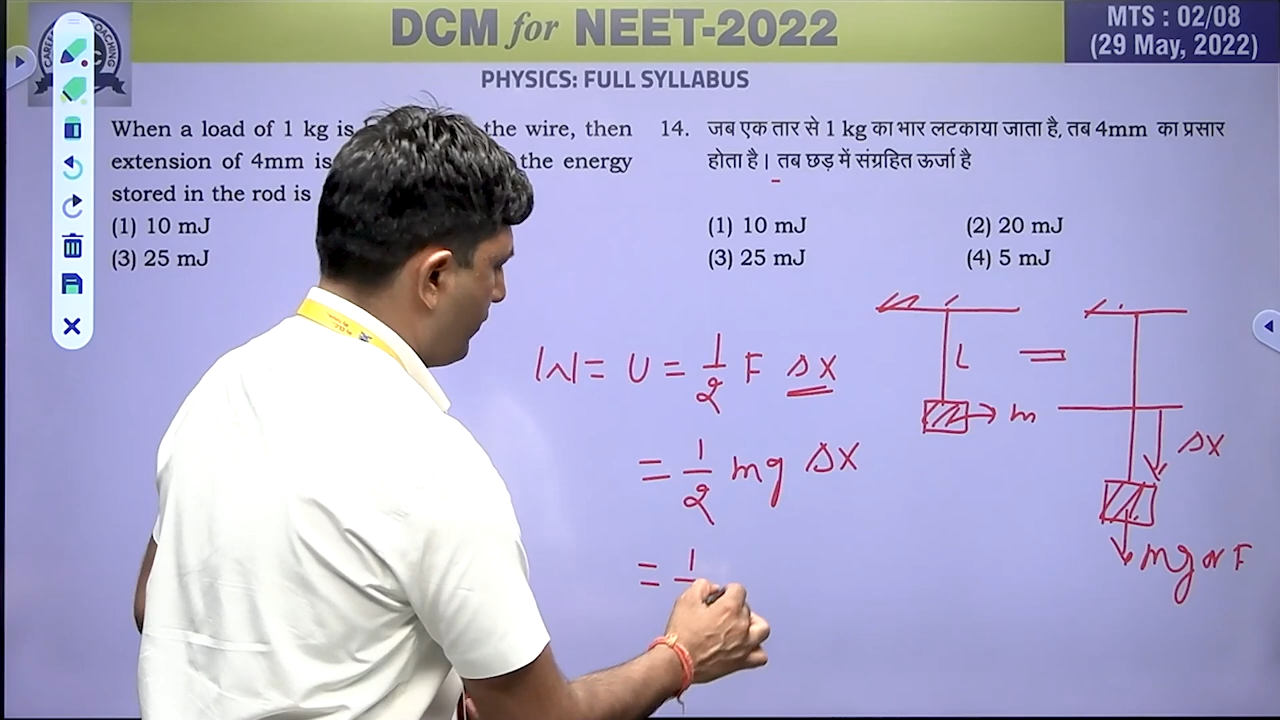 DCM for NEET-2022
MTS : 02/08
(29 May, 2022)
PHYSICS: FULL SYLLABUS
When a load of 1 kg is the wire, then
extension of 4mm is the energy
stored in the rod is
(1) 10 mJ
(3) 25 mJ
14. जब एक तार से 1 kg का भार लटकाया जाता है, तब 4mm का प्रसार
होता है। तब छड़ में संग्रहित ऊर्जा है
(1) 10 mJ (2) 20 mJ
(3) 25 mJ (4) 5 mJ
W = U = 1/2 F ΔX
= 1/2 mg ΔX
= 1
L
=
m
ΔX
mg or F